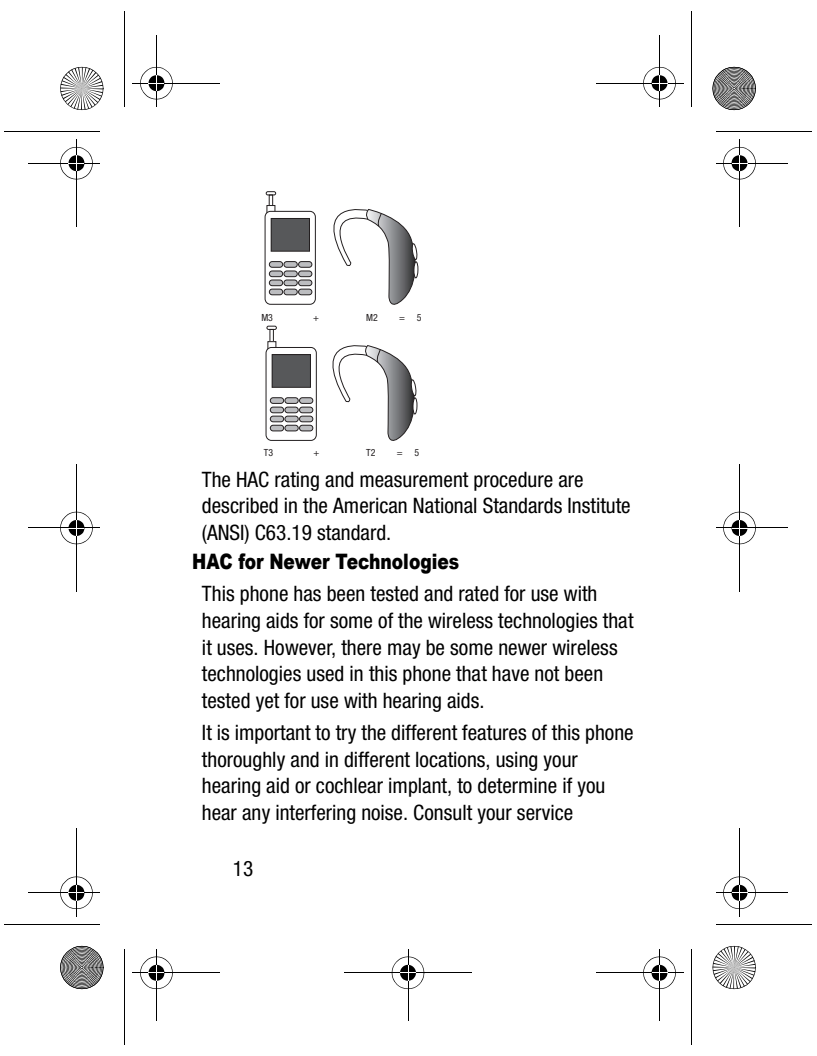 M3 + M2 = 5
T3 + T2 = 5
The HAC rating and measurement procedure are
described in the American National Standards Institute
(ANSI) C63.19 standard.
HAC for Newer Technologies
This phone has been tested and rated for use with
hearing aids for some of the wireless technologies that
it uses. However, there may be some newer wireless
technologies used in this phone that have not been
tested yet for use with hearing aids.
It is important to try the different features of this phone
thoroughly and in different locations, using your
hearing aid or cochlear implant, to determine if you
hear any interfering noise. Consult your service
13